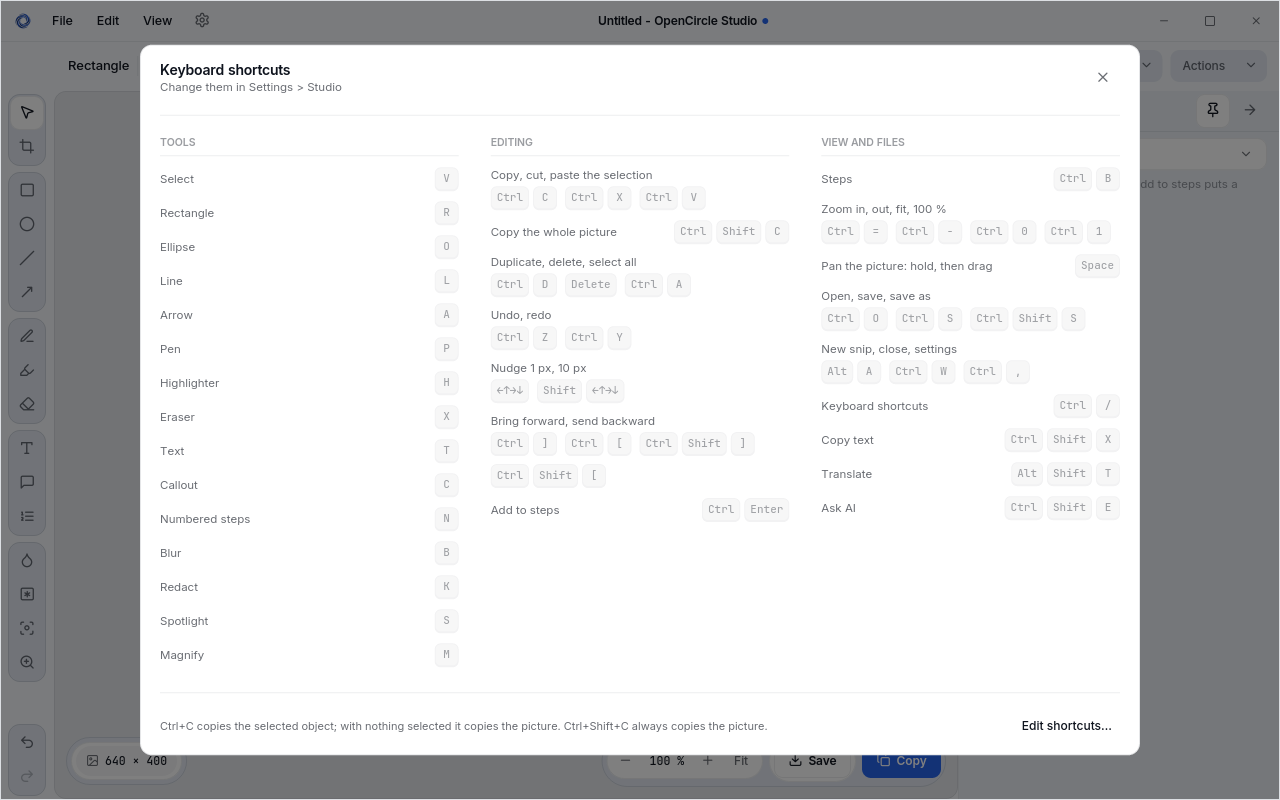 File Edit View
Untitled - OpenCircle Studio
Rectangle
Actions
Keyboard shortcuts
Change them in Settings > Studio
TOOLS
Select V
Rectangle R
Ellipse O
Line L
Arrow A
Pen P
Highlighter H
Eraser X
Text T
Callout C
Numbered steps N
Blur B
Redact K
Spotlight S
Magnify M
EDITING
Copy, cut, paste the selection
Ctrl C Ctrl X Ctrl V
Copy the whole picture Ctrl Shift C
Duplicate, delete, select all
Ctrl D Delete Ctrl A
Undo, redo
Ctrl Z Ctrl Y
Nudge 1 px, 10 px
←↑→↓ Shift ←↑→↓
Bring forward, send backward
Ctrl ] Ctrl [ Ctrl Shift ]
Ctrl Shift [
Add to steps Ctrl Enter
VIEW AND FILES
Steps Ctrl B
Zoom in, out, fit, 100 %
Ctrl = Ctrl - Ctrl 0 Ctrl 1
Pan the picture: hold, then drag Space
Open, save, save as
Ctrl O Ctrl S Ctrl Shift S
New snip, close, settings
Alt A Ctrl W Ctrl ,
Keyboard shortcuts Ctrl /
Copy text Ctrl Shift X
Translate Alt Shift T
Ask AI Ctrl Shift E
Ctrl+C copies the selected object; with nothing selected it copies the picture. Ctrl+Shift+C always copies the picture.
Edit shortcuts...
dd to steps puts a
640 × 400
100 %
Fit
Save
Copy